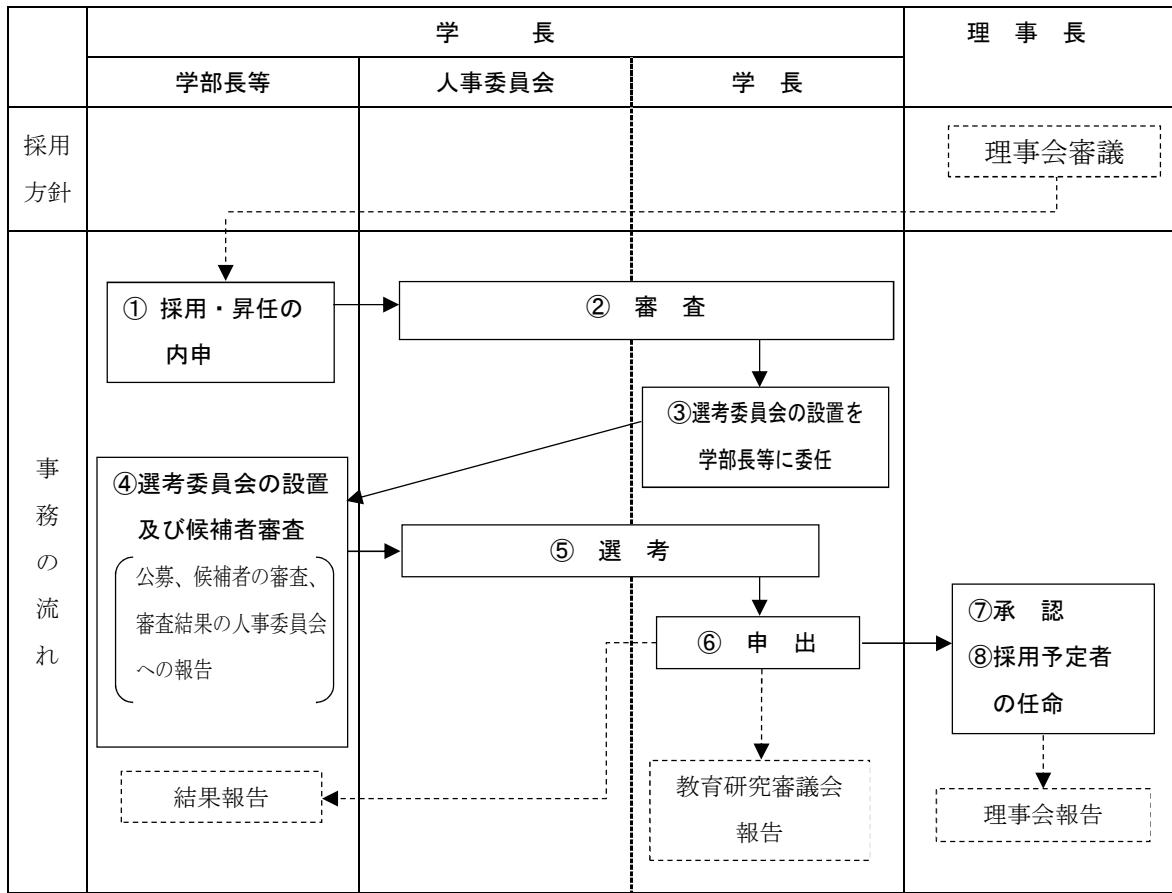 学　　長
理　事　長
学部長等
人事委員会
学　長
採用
方針
理事会審議
事
務
の
流
れ
① 採用・昇任の
内申
② 審　査
③選考委員会の設置を
学部長等に委任
④選考委員会の設置
及び候補者審査
公募、候補者の審査、
審査結果の人事委員会
への報告
⑤ 選　考
⑥ 申　出
⑦承　認
⑧採用予定者
の任命
結果報告
教育研究審議会
報告
理事会報告